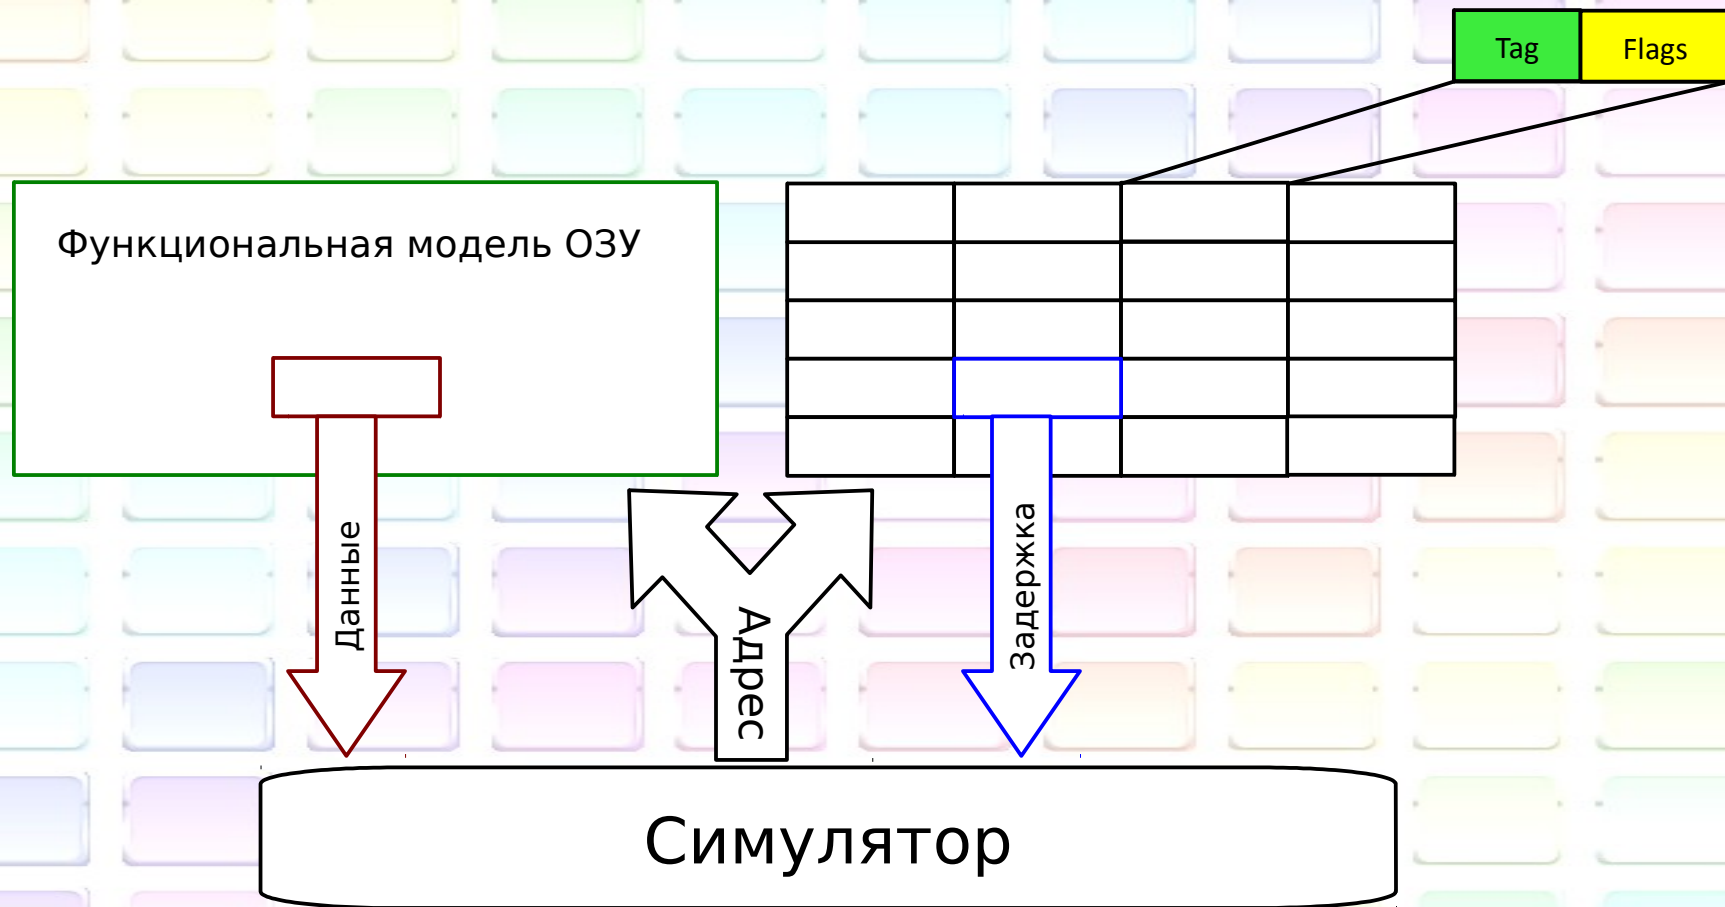 Tag
Flags
Функциональная модель ОЗУ
Данные
Адрес
Задержка
Симулятор